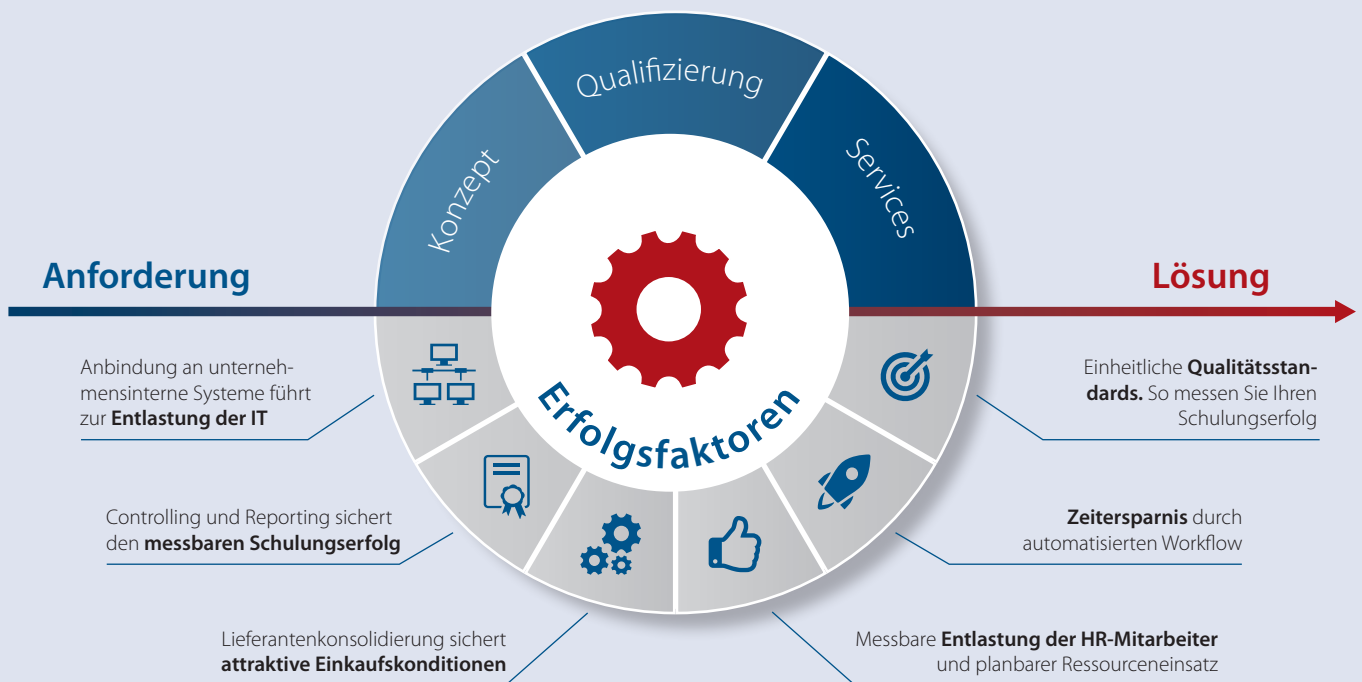 Qualifizierung
Konzept
Services
Anforderung
Lösung
Erfolgsfaktoren
Anbindung an unterneh-
mensinterne Systeme führt
zur Entlastung der IT
Einheitliche Qualitätsstan-
dards. So messen Sie Ihren
Schulungserfolg
Controlling und Reporting sichert
den messbaren Schulungserfolg
Zeitersparnis durch
automatisierten Workflow
Lieferantenkonsolidierung sichert
attraktive Einkaufskonditionen
Messbare Entlastung der HR-Mitarbeiter
und planbarer Ressourceneinsatz